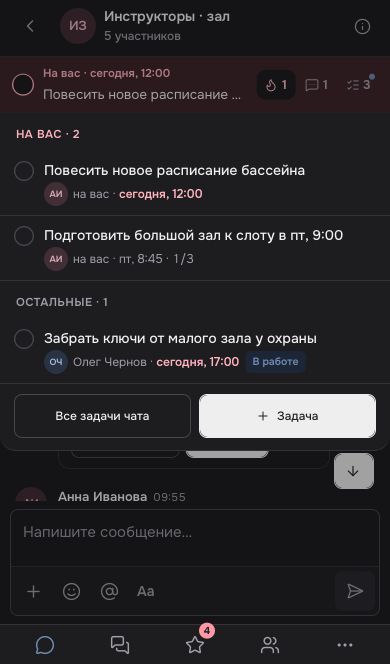 ИЗ
Инструкторы · зал
5 участников
На вас · сегодня, 12:00
Повесить новое расписание ...
1
1
3
НА ВАС · 2
Повесить новое расписание бассейна
АИ на вас · сегодня, 12:00
Подготовить большой зал к слоту в пт, 9:00
АИ на вас · пт, 8:45 · 1/3
ОСТАЛЬНЫЕ · 1
Забрать ключи от малого зала у охраны
ОЧ Олег Чернов · сегодня, 17:00 В работе
Все задачи чата
+ Задача
Анна Иванова 09:55
Напишите сообщение...
Aa
4